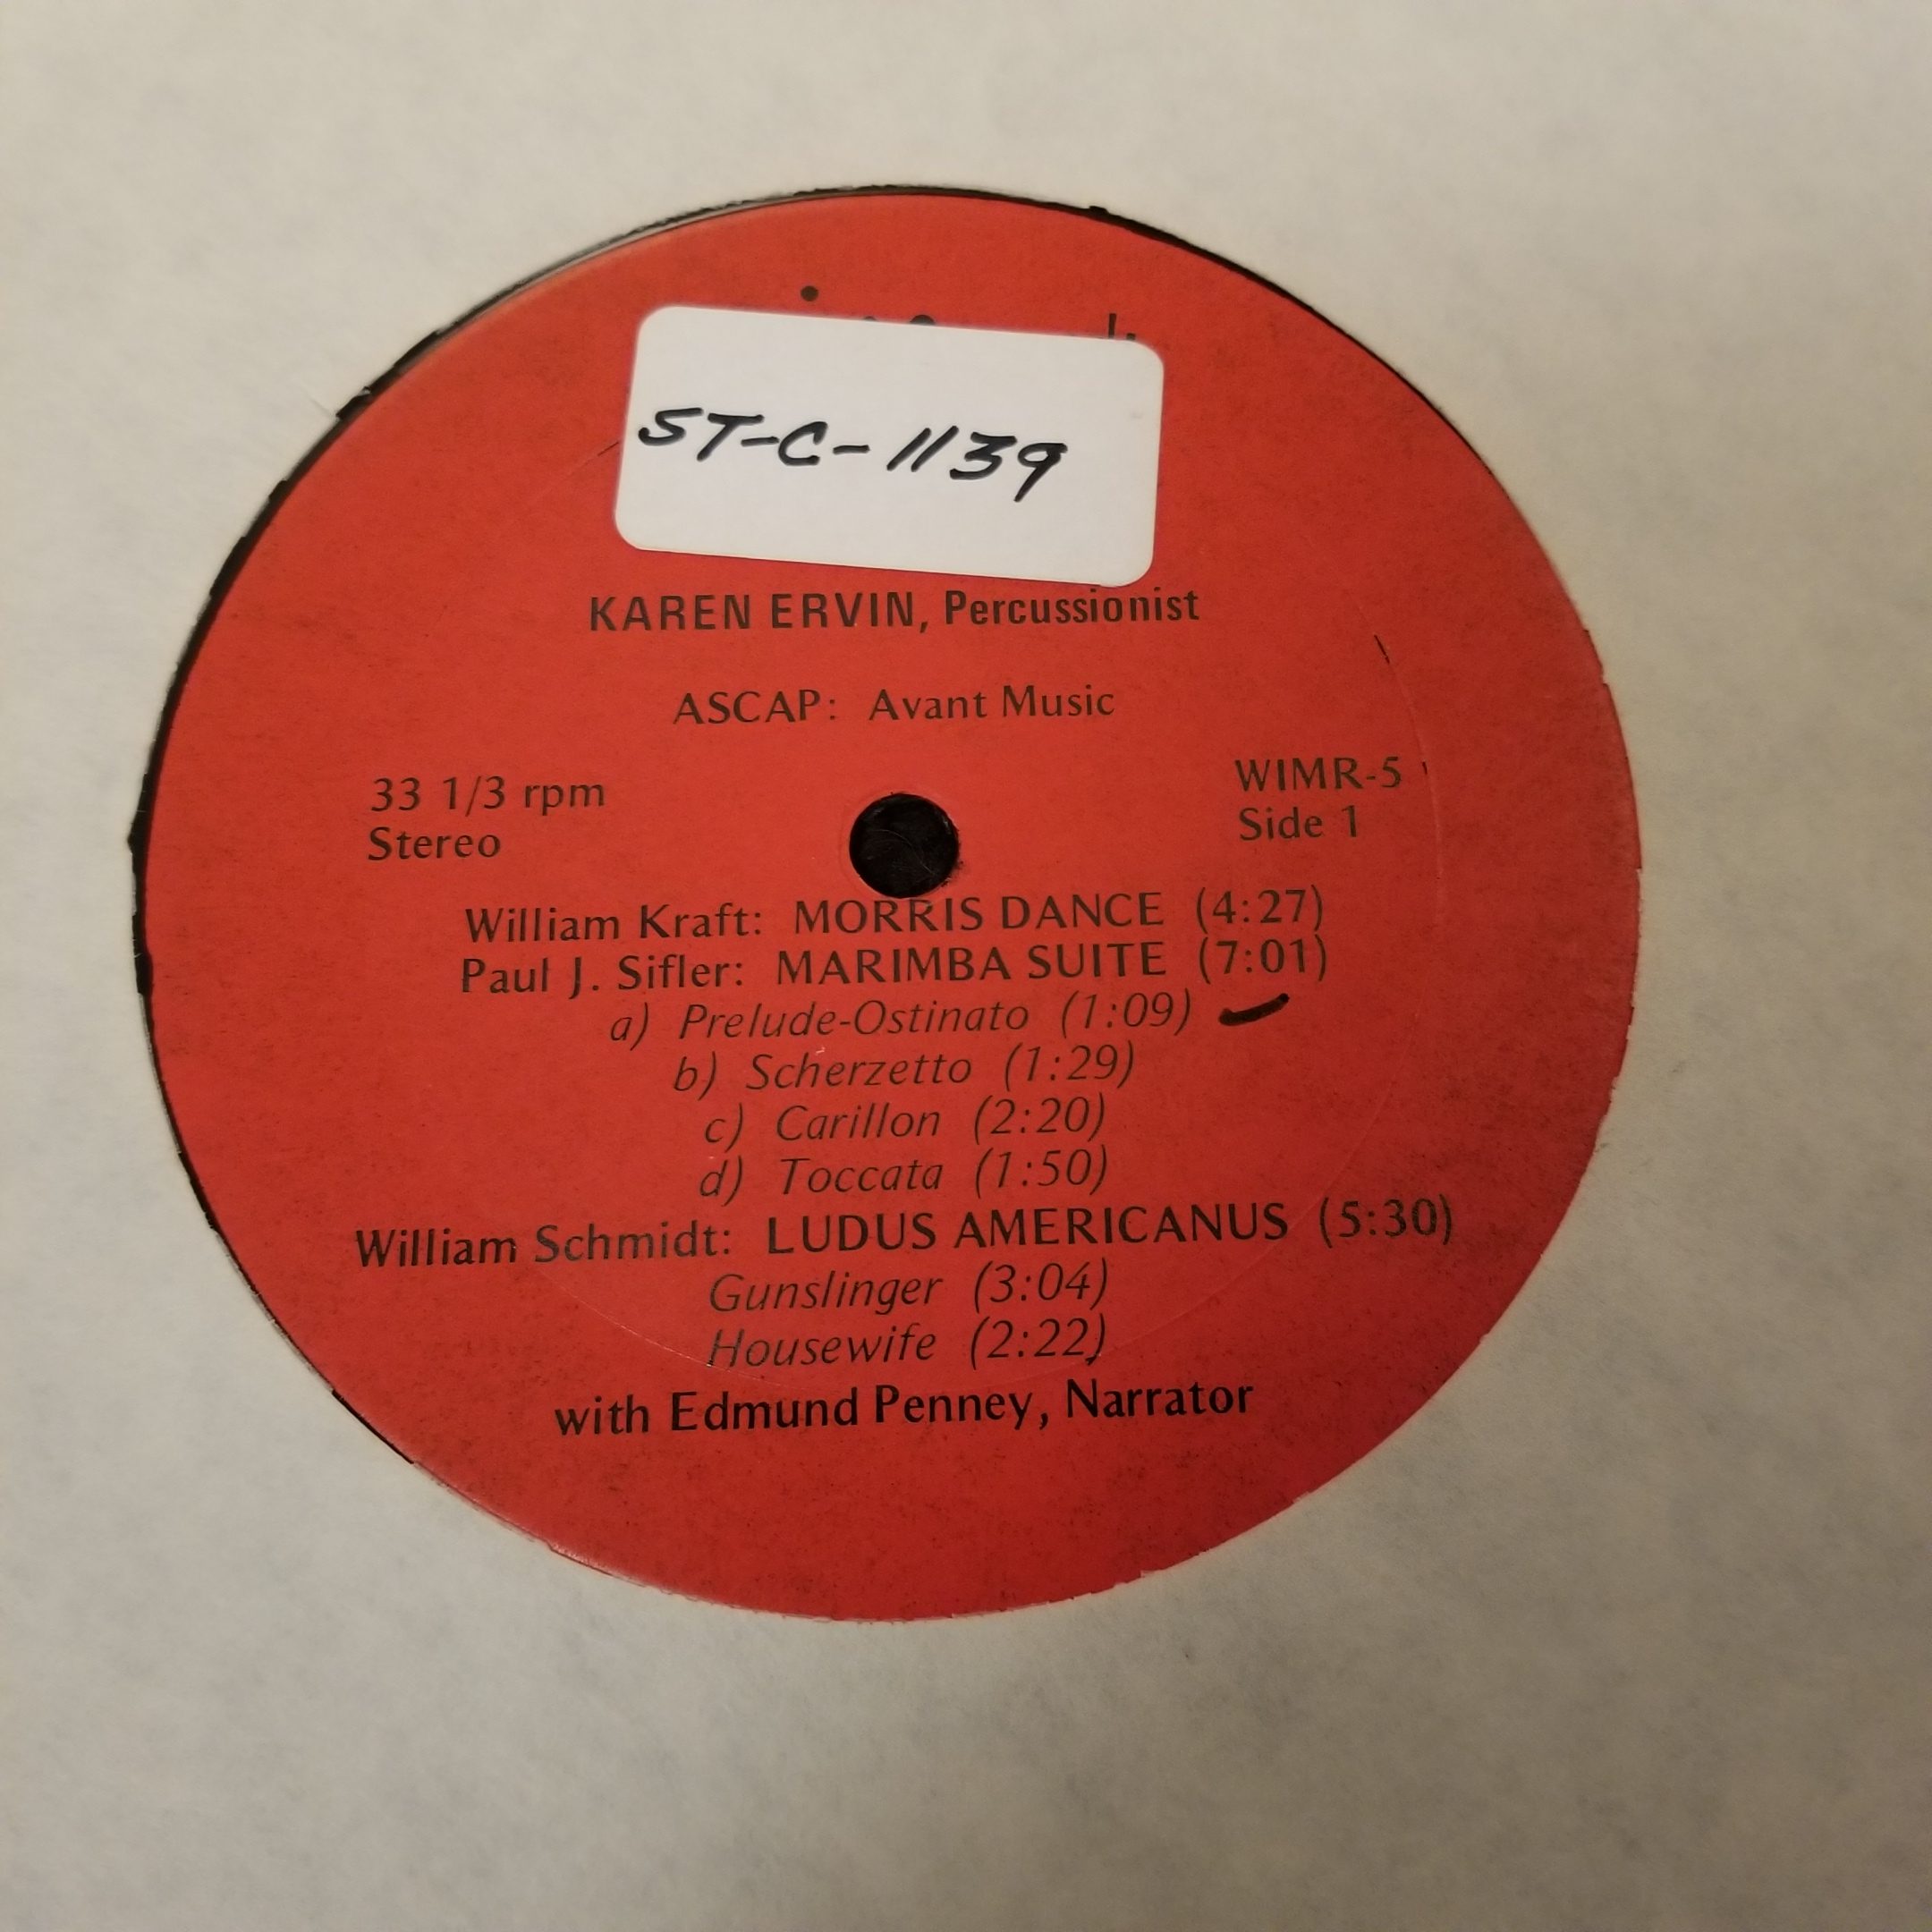 ST-C-1139
KAREN ERVIN, Percussionist
ASCAP: Avant Music
33 1/3 rpm
Stereo
WIMR-5
Side 1
William Kraft: MORRIS DANCE (4:27)
Paul J. Sifler: MARIMBA SUITE (7:01)
a) Prelude-Ostinato (1:09)
b) Scherzetto (1:29)
c) Carillon (2:20)
d) Toccata (1:50)
William Schmidt: LUDUS AMERICANUS (5:30)
Gunslinger (3:04)
Housewife (2:22)
with Edmund Penney, Narrator